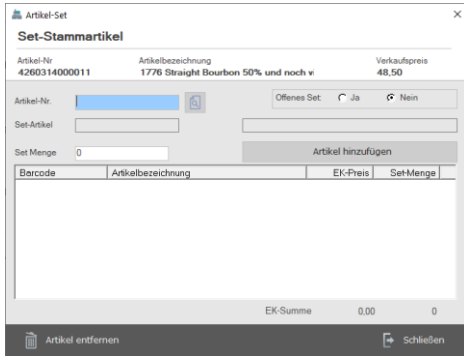 Artikel-Set
Set-Stammartikel
Artikel-Nr Artikelbezeichnung Verkaufspreis
4260314000011 1776 Straight Bourbon 50% und noch vi 48,50
Artikel-Nr. Offenes Set: Ja Nein
Set-Artikel
Set Menge 0 Artikel hinzufügen
Barcode Artikelbezeichnung EK-Preis Set-Menge
EK-Summe 0,00 0
Artikel entfernen Schließen